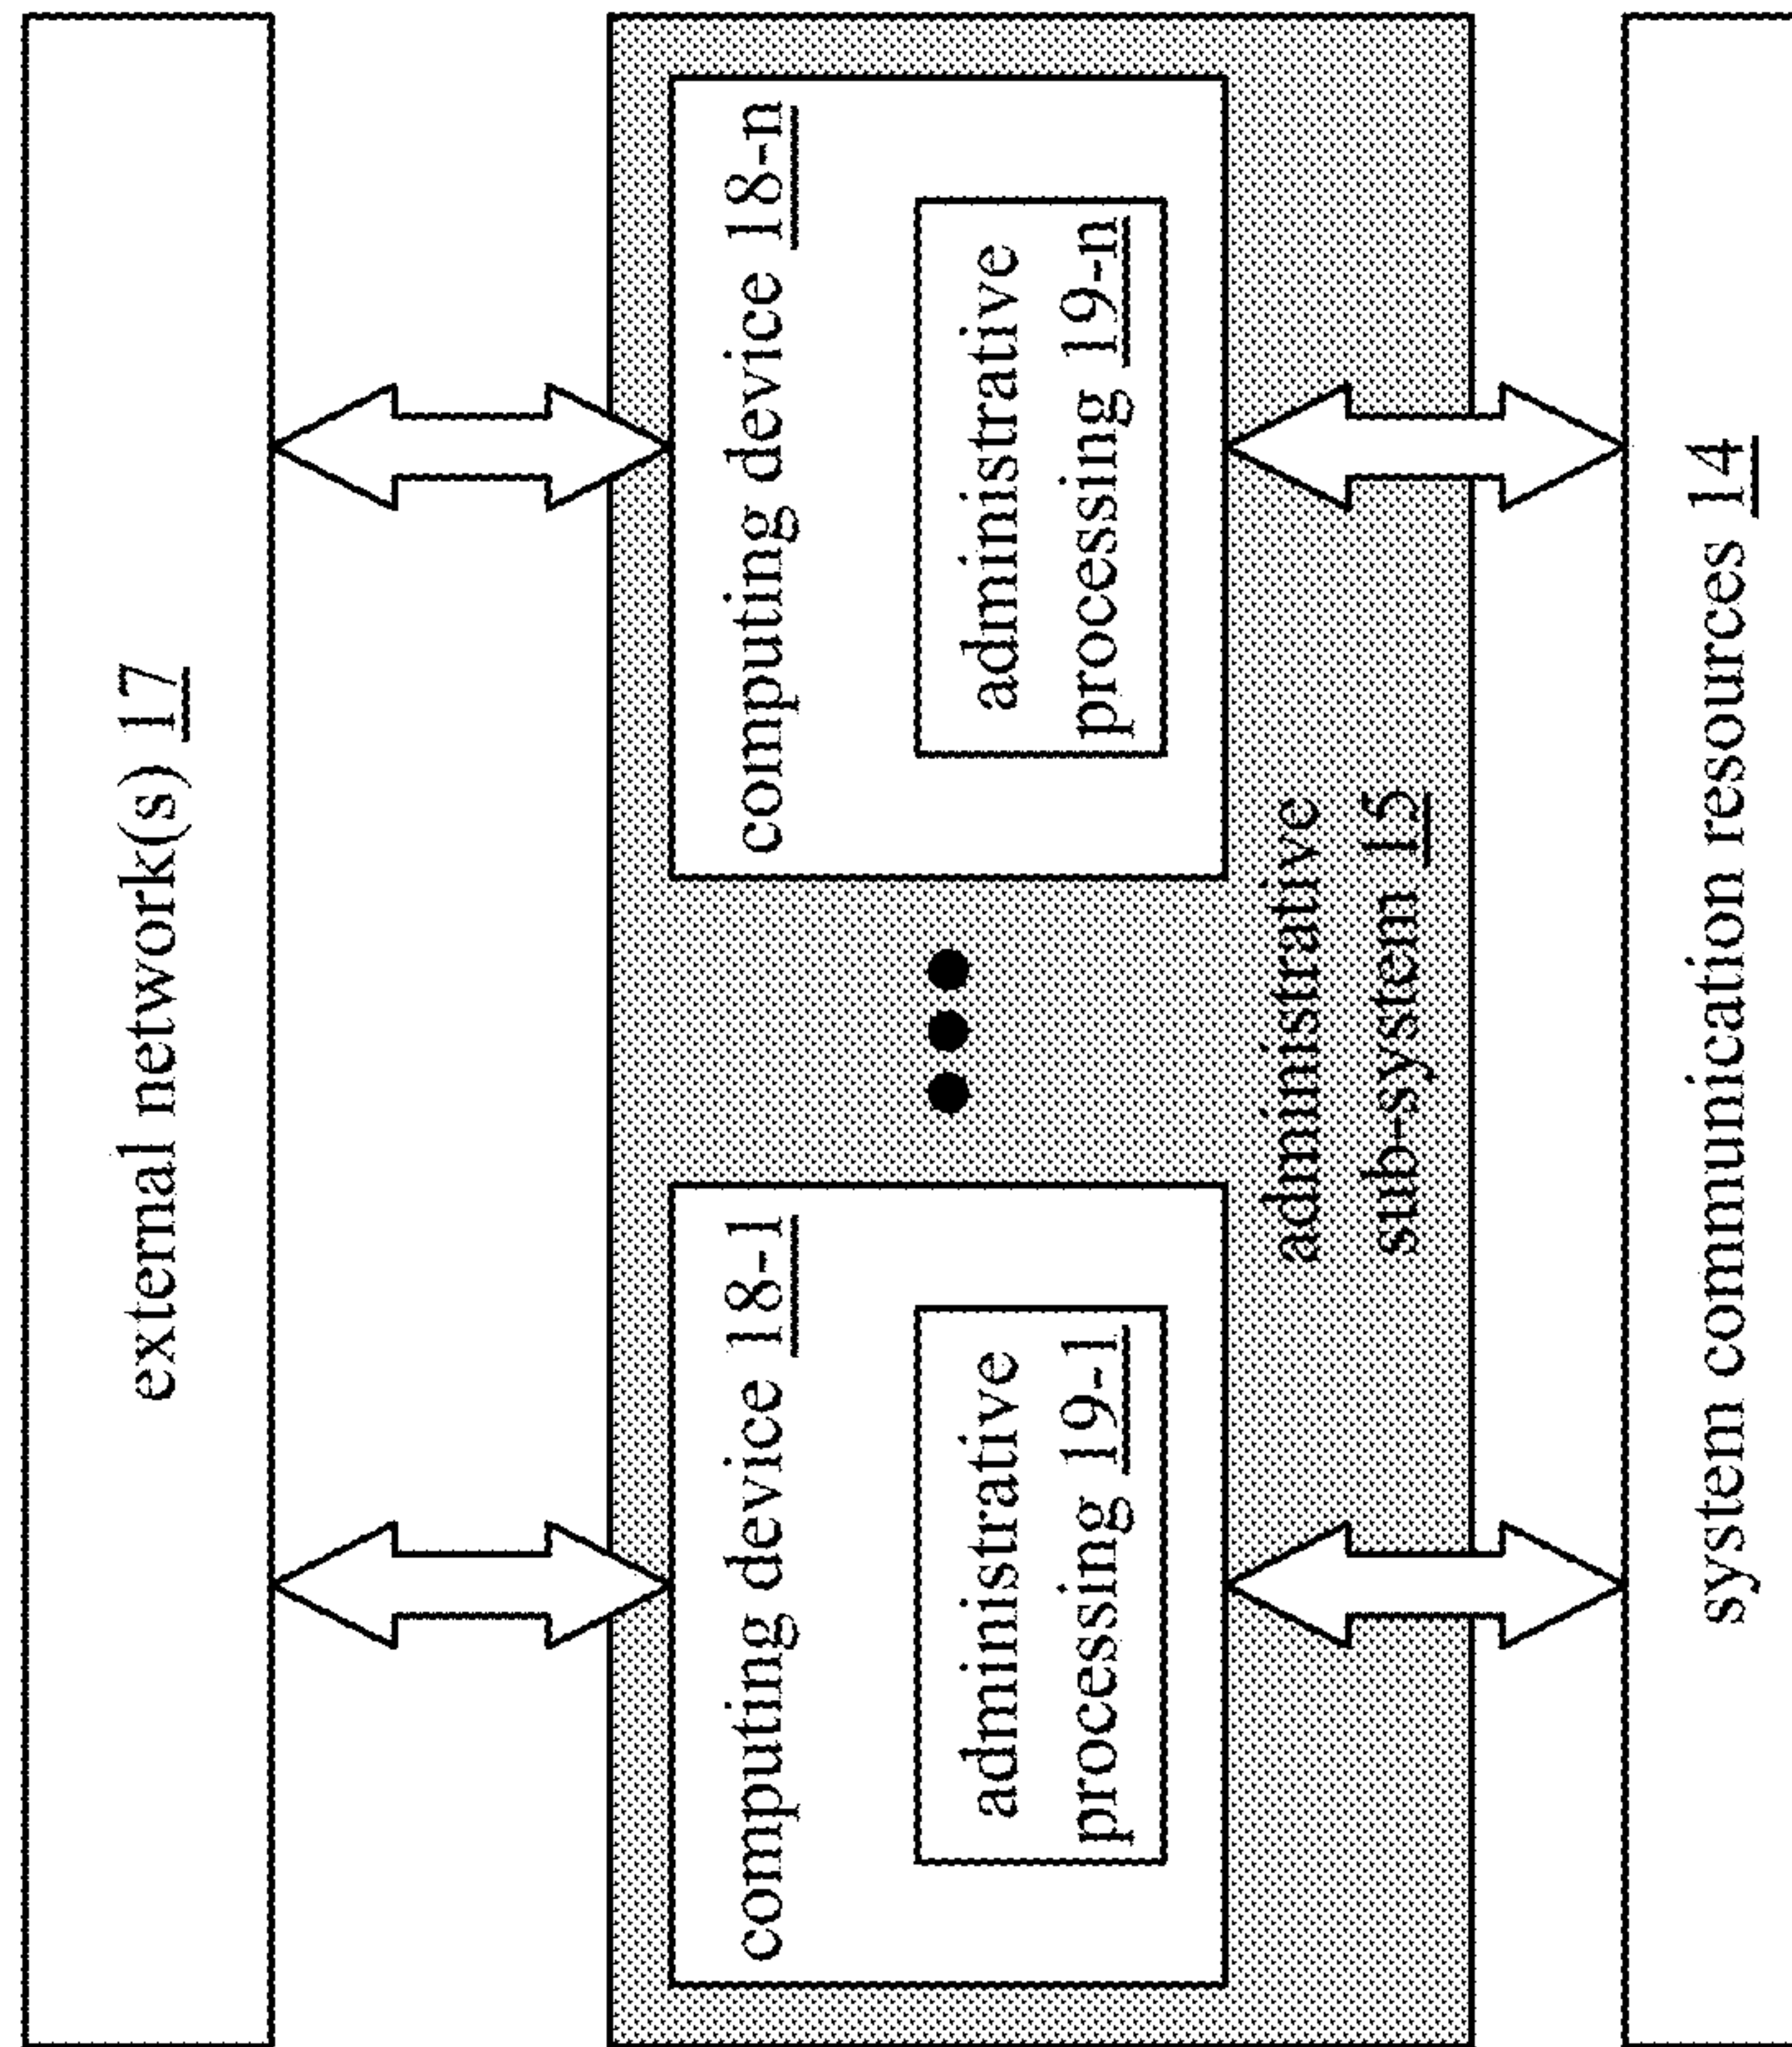 external network(s) 17
computing device 18-1
administrative
processing 19-1
computing device 18-n
administrative
processing 19-n
administrative
sub-system 15
system communication resources 14